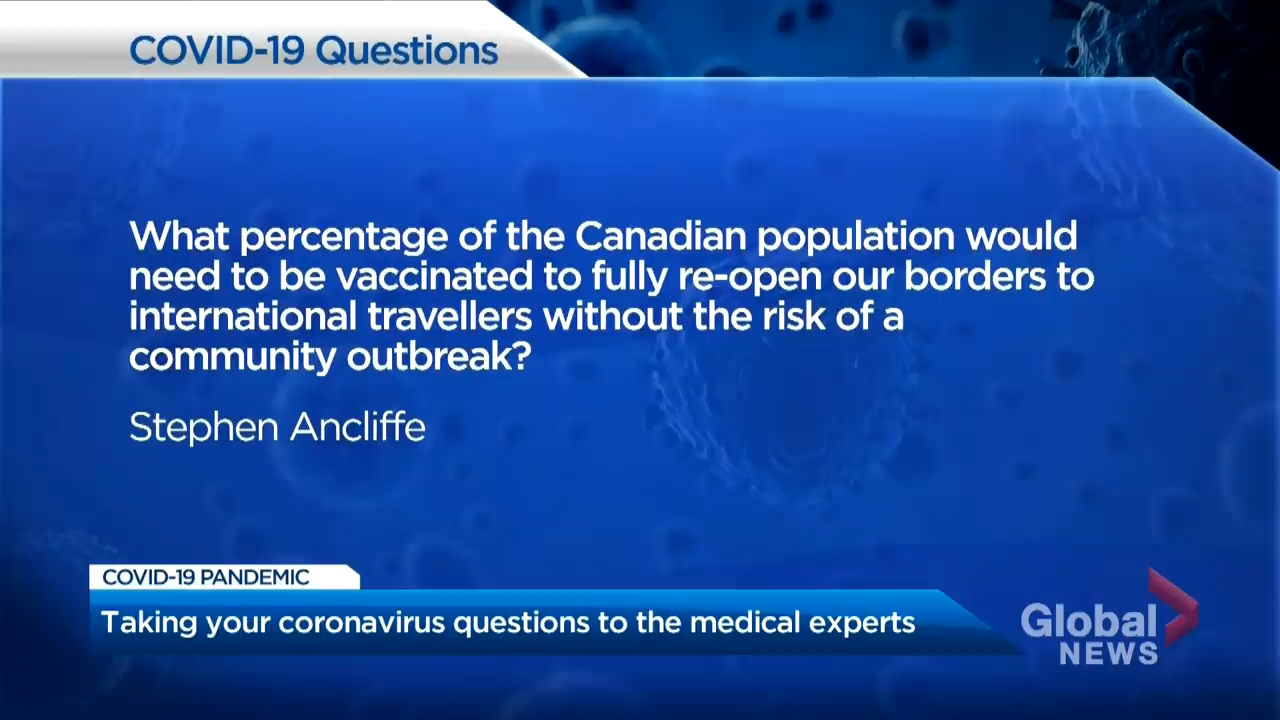 COVID-19 Questions
What percentage of the Canadian population would
need to be vaccinated to fully re-open our borders to
international travellers without the risk of a
community outbreak?
Stephen Ancliffe
COVID-19 PANDEMIC
Taking your coronavirus questions to the medical experts
Global
NEWS